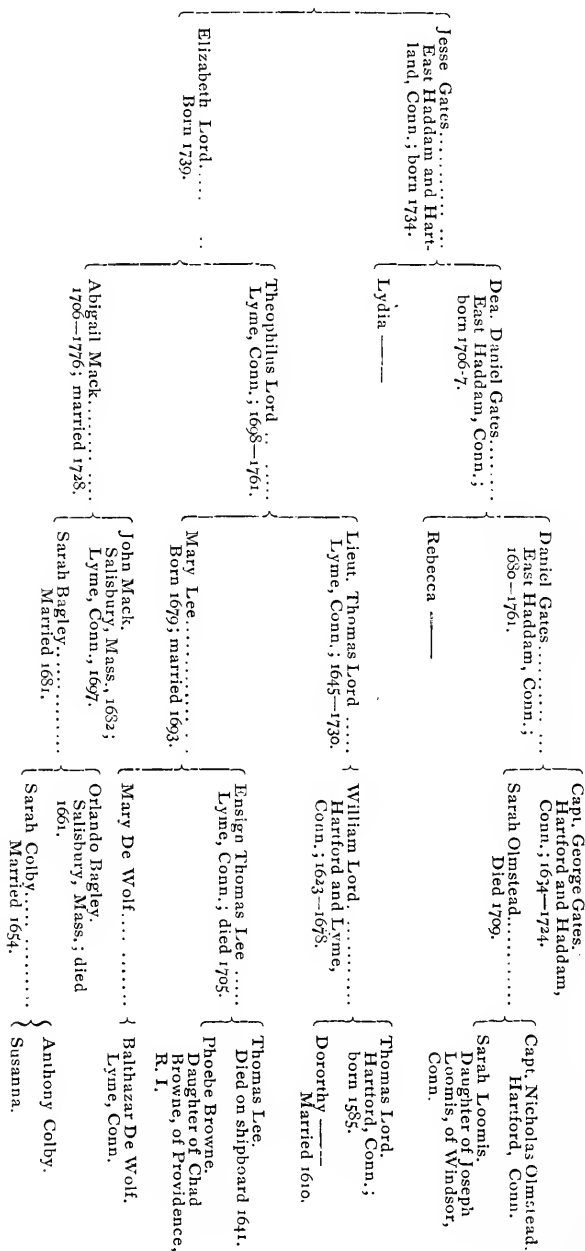 Jesse Gates
East Haddam and Hart-
land, Conn.; born 1734.
Elizabeth Lord
Born 1739.
Dea. Daniel Gates
East Haddam, Conn.;
born 1706-7.
Lydia ——
Theophilus Lord
Lyme, Conn.; 1698—1761.
Abigail Mack
1706—1776; married 1728.
Daniel Gates
East Haddam, Conn.;
1680—1761.
Rebecca ——
Lieut. Thomas Lord
Lyme, Conn.; 1645—1730.
Mary Lee
Born 1679; married 1693.
John Mack.
Salisbury, Mass., 1682;
Lyme, Conn., 1697.
Sarah Bagley
Married 1681.
Capt. George Gates.
Hartford and Haddam,
Conn.; 1634—1724.
Sarah Olmstead
Died 1709.
William Lord
Hartford and Lyme,
Conn.; 1623—1678.
Ensign Thomas Lee
Lyme, Conn.; died 1705.
Mary De Wolf
Orlando Bagley.
Salisbury, Mass.; died
1661.
Sarah Colby
Married 1654.
Capt. Nicholas Olmstead.
Hartford, Conn.
Sarah Loomis.
Daughter of Joseph
Loomis, of Windsor,
Conn.
Thomas Lord.
Hartford, Conn.;
born 1585.
Dororthy ——
Married 1610.
Thomas Lee.
Died on shipboard 1641.
Phoebe Browne.
Daughter of Chad
Browne, of Providence,
R. I.
Balthazar De Wolf.
Lyme, Conn.
Anthony Colby.
Susanna.